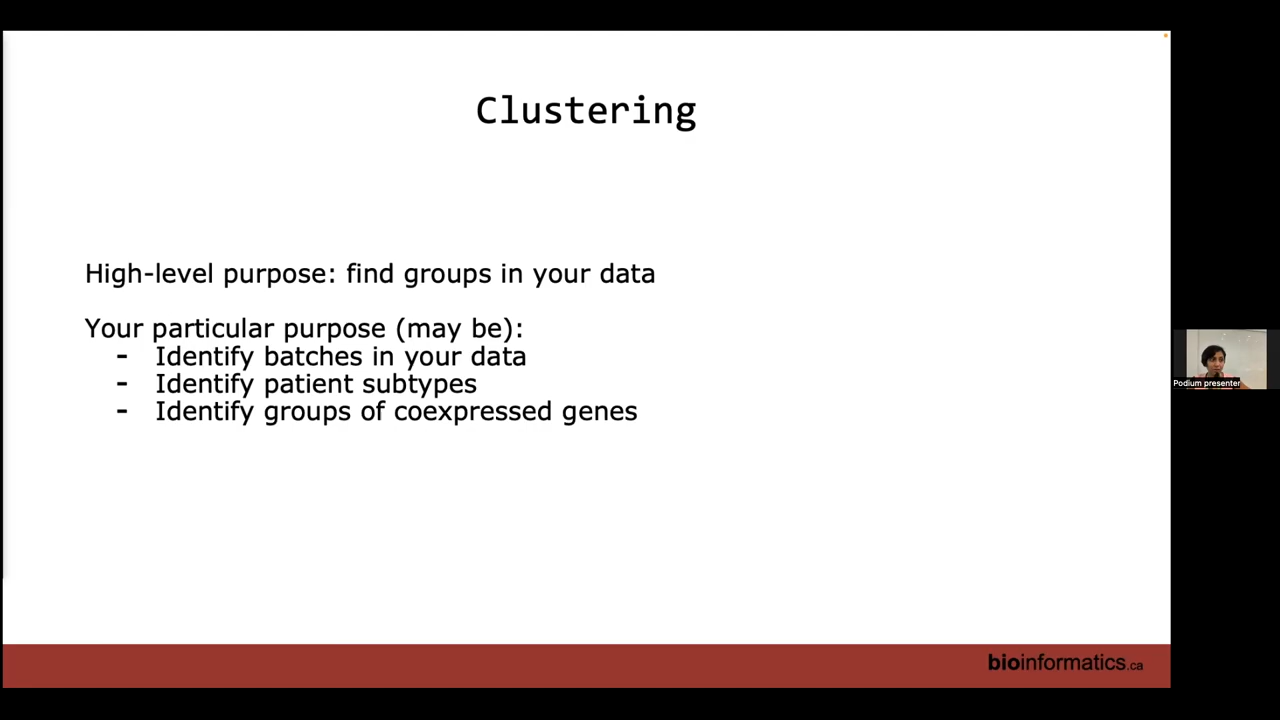 Clustering
High-level purpose: find groups in your data
Your particular purpose (may be):
- Identify batches in your data
- Identify patient subtypes
- Identify groups of coexpressed genes
Podium presenter
bioinformatics.ca